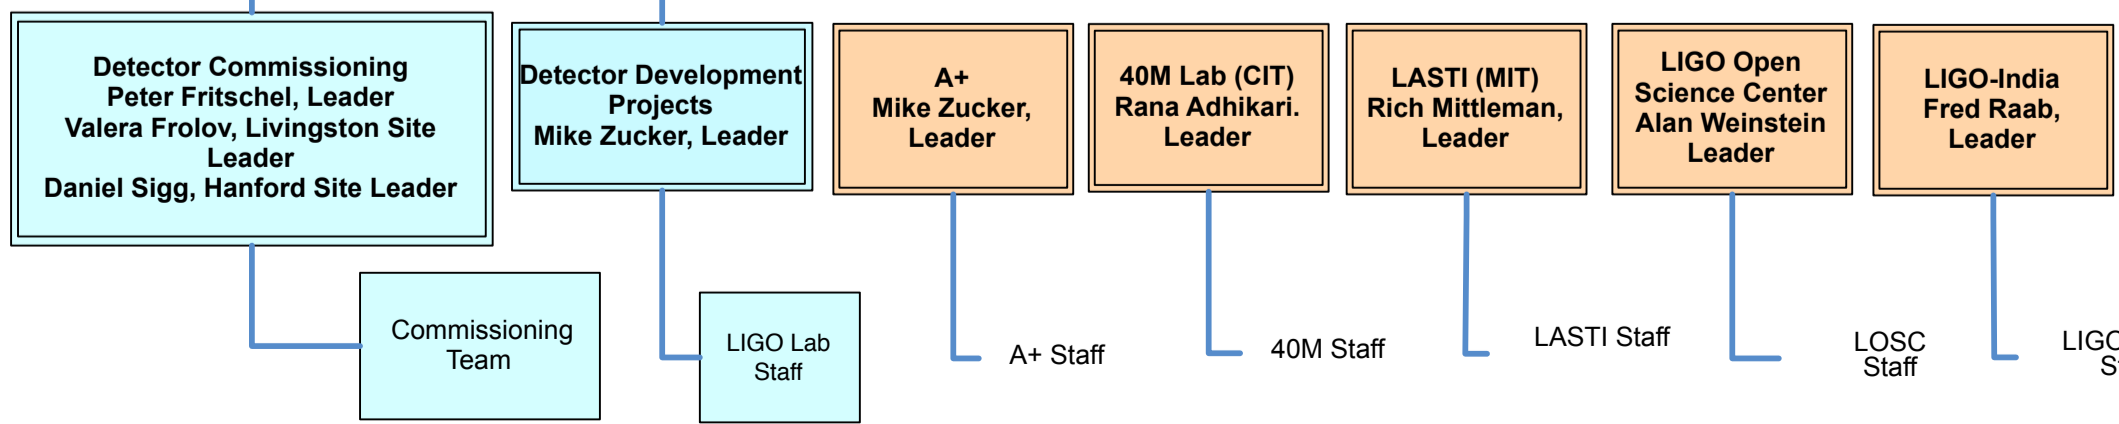 Detector Commissioning
Peter Fritschel, Leader
Valera Frolov, Livingston Site
Leader
Daniel Sigg, Hanford Site Leader
Detector Development
Projects
Mike Zucker, Leader
A+
Mike Zucker,
Leader
40M Lab (CIT)
Rana Adhikari.
Leader
LASTI (MIT)
Rich Mittleman,
Leader
LIGO Open
Science Center
Alan Weinstein
Leader
LIGO-India
Fred Raab,
Leader
Commissioning
Team
LIGO Lab
Staff
A+ Staff
40M Staff
LASTI Staff
LOSC
Staff